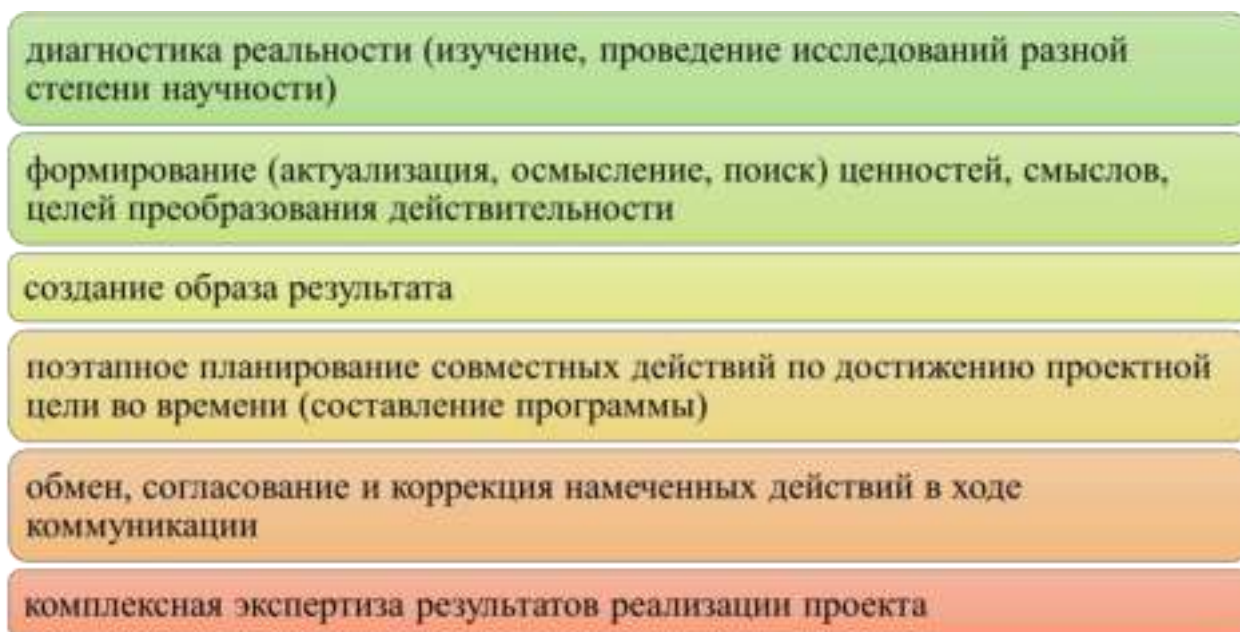 диагностика реальности (изучение, проведение исследований разной
степени научности)
формирование (актуализация, осмысление, поиск) ценностей, смыслов,
целей преобразования действительности
создание образа результата
поэтапное планирование совместных действий по достижению проектной
цели во времени (составление программы)
обмен, согласование и коррекция намеченных действий в ходе
коммуникации
комплексная экспертиза результатов реализации проекта